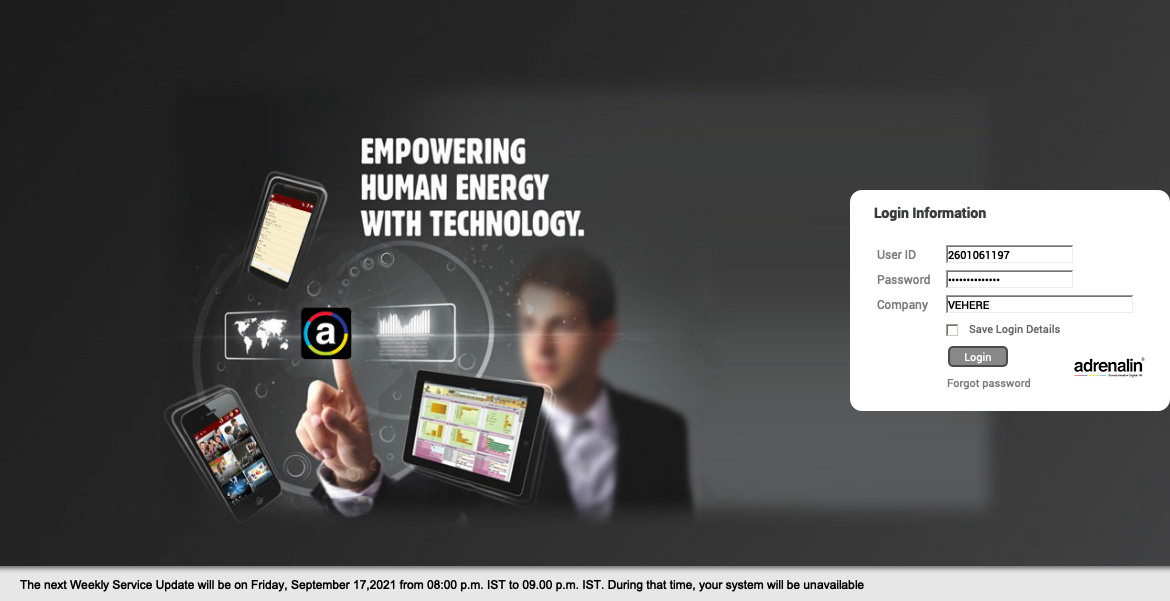 EMPOWERING
HUMAN ENERGY
WITH TECHNOLOGY.
a
Login Information
User ID 2601061197
Password ••••••••••••••
Company VEHERE
Save Login Details
Login
adrenalin
Forgot password
The next Weekly Service Update will be on Friday, September 17,2021 from 08:00 p.m. IST to 09.00 p.m. IST. During that time, your system will be unavailable